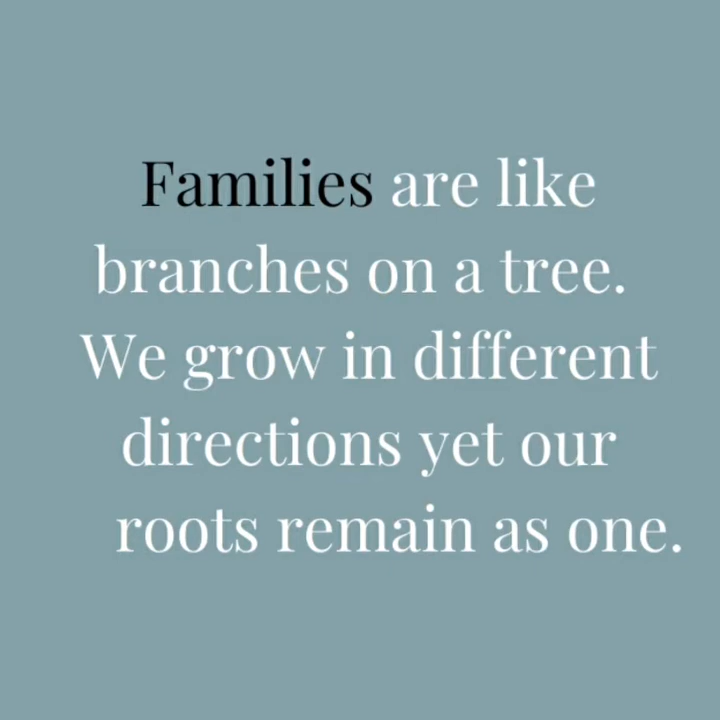 Families are like
branches on a tree.
We grow in different
directions yet our
roots remain as one.